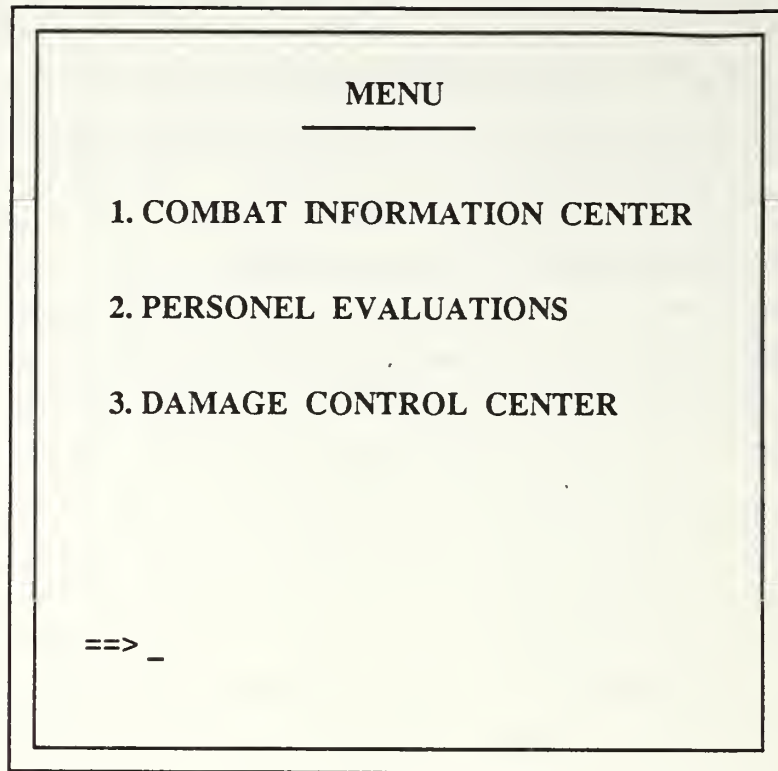 MENU
1. COMBAT INFORMATION CENTER
2. PERSONEL EVALUATIONS
3. DAMAGE CONTROL CENTER
==> _